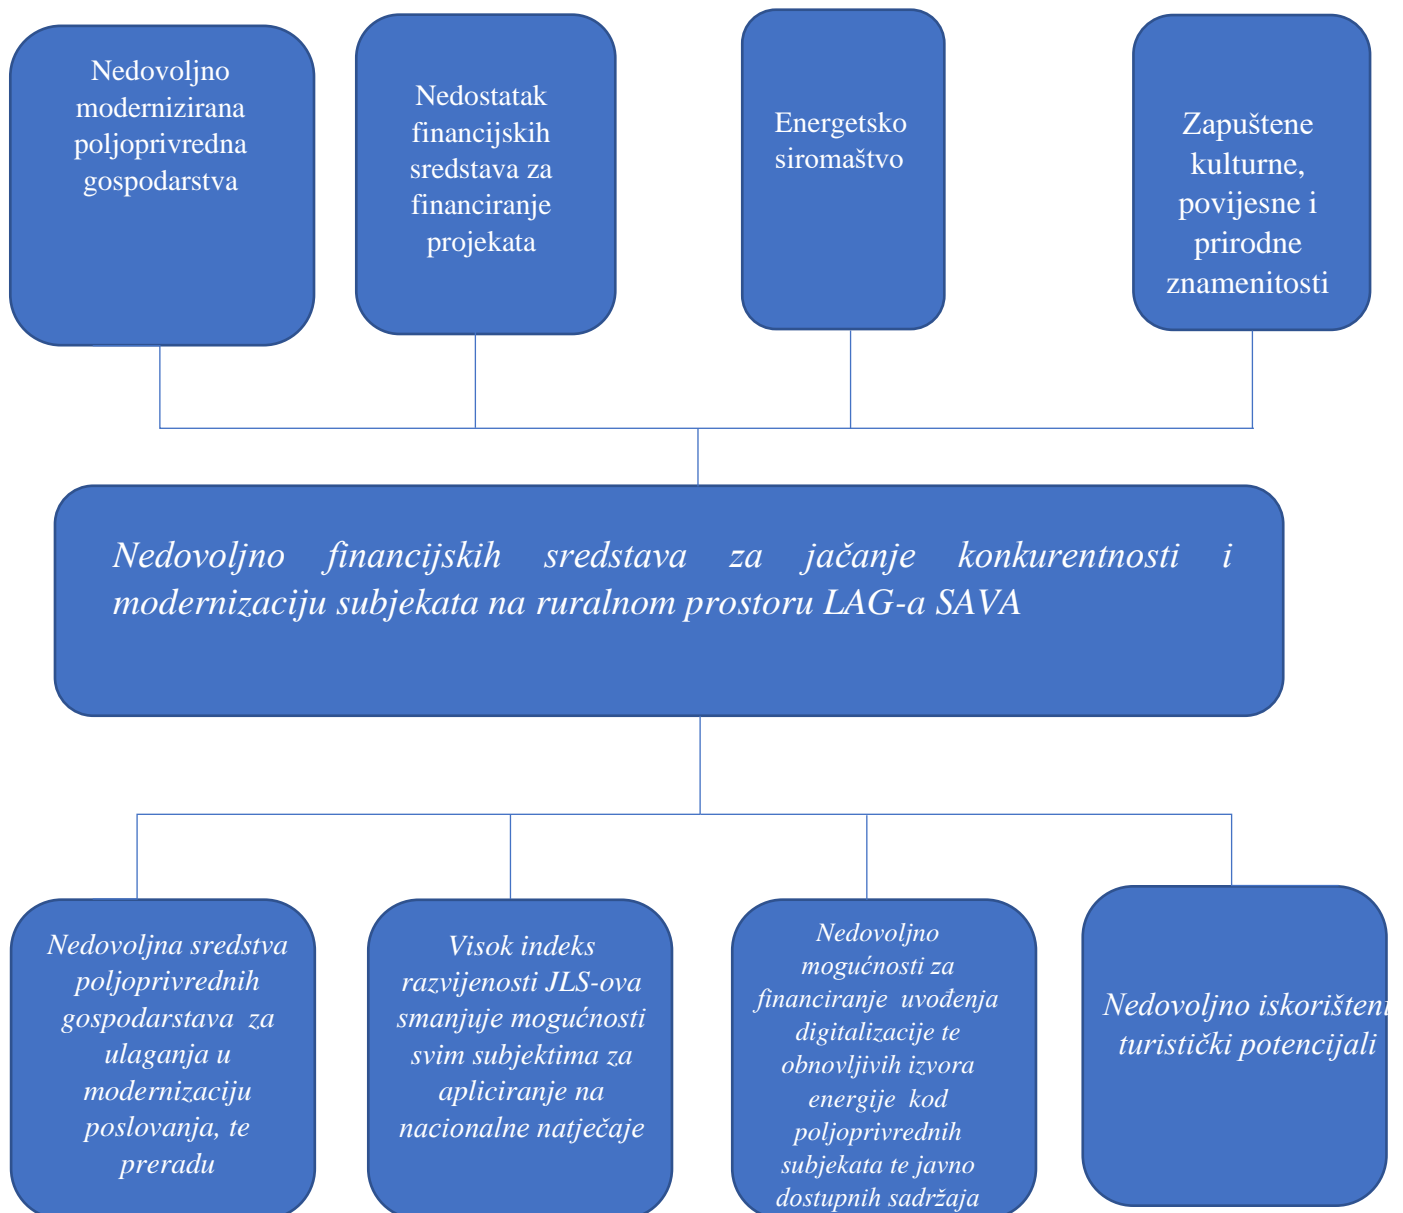 Nedovoljno
modernizirana
poljoprivredna
gospodarstva
Nedostatak
financijskih
sredstava za
financiranje
projekata
Energetsko
siromaštvo
Zapuštene
kulturne,
povijesne i
prirodne
znamenitosti
Nedovoljno financijskih sredstava za jačanje konkurentnosti i
modernizaciju subjekata na ruralnom prostoru LAG-a SAVA
Nedovoljna sredstva
poljoprivrednih
gospodarstava za
ulaganja u
modernizaciju
poslovanja, te
preradu
Visok indeks
razvijenosti JLS-ova
smanjuje mogućnosti
svim subjektima za
apliciranje na
nacionalne natječaje
Nedovoljno
mogućnosti za
financiranje uvođenja
digitalizacije te
obnovljivih izvora
energije kod
poljoprivrednih
subjekata te javno
dostupnih sadržaja
Nedovoljno iskorišteni
turistički potencijali